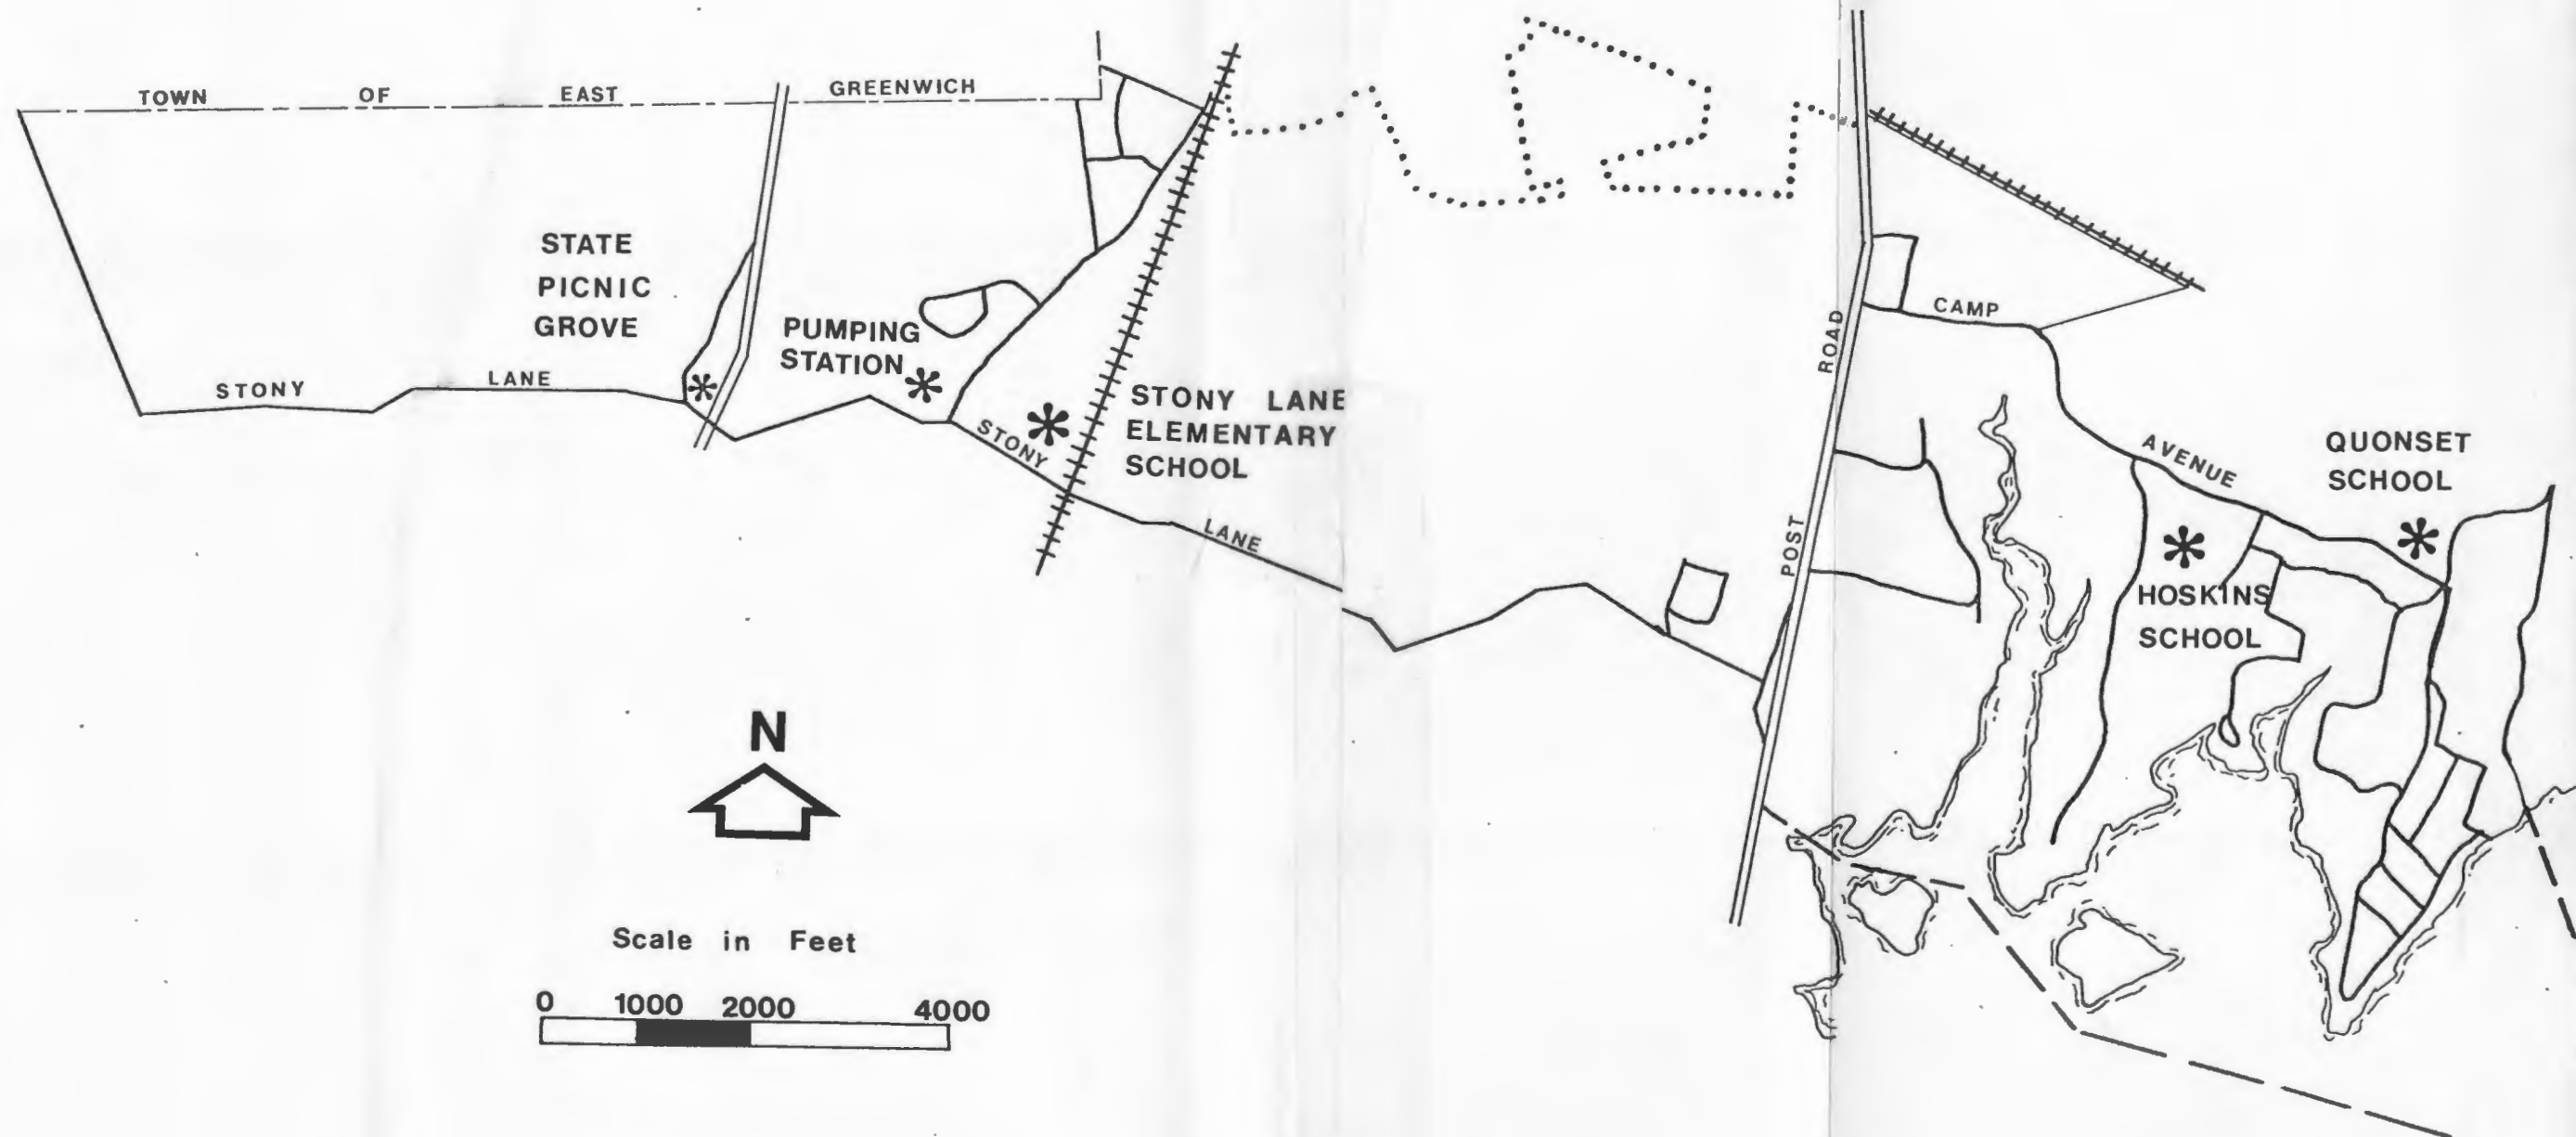 TOWN OF EAST GREENWICH
STATE
PICNIC
GROVE
PUMPING
STATION
STONY LANE
STONY
LANE
STONY LANE
ELEMENTARY
SCHOOL
POST ROAD
CAMP
AVENUE
QUONSET
SCHOOL
HOSKINS
SCHOOL
N
Scale in Feet
0 1000 2000 4000